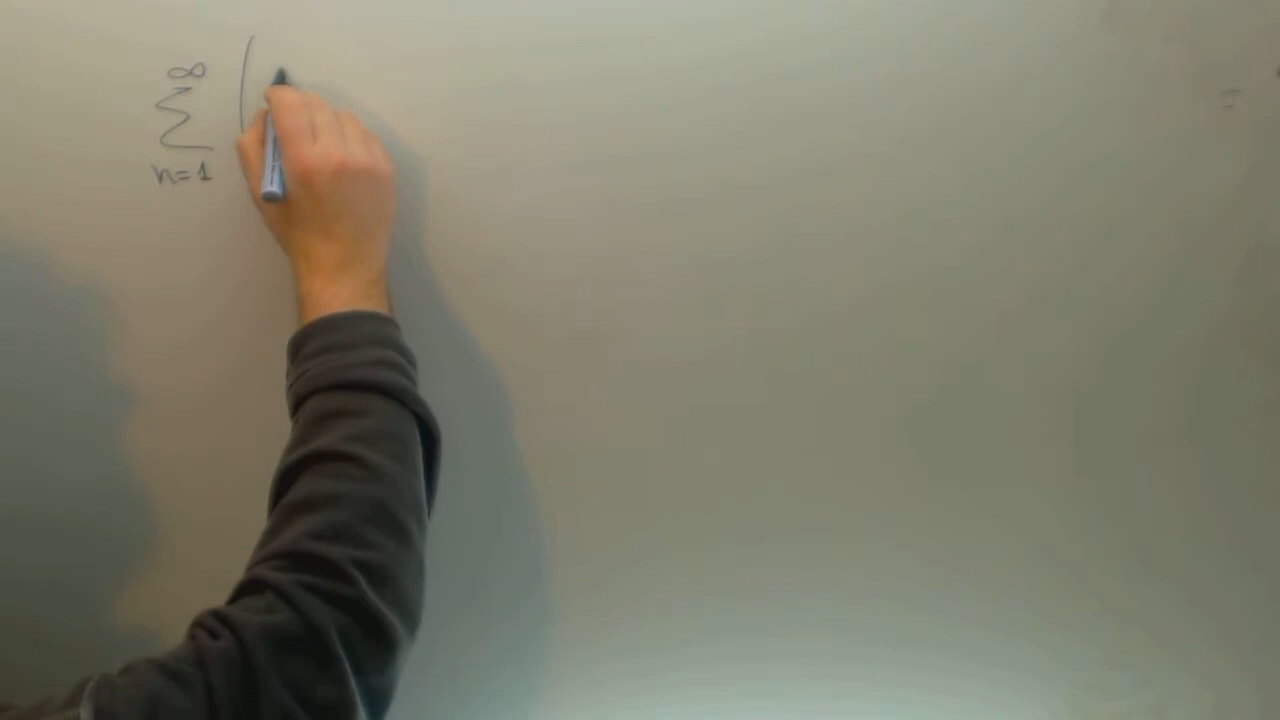 ∞
∑ (
n=1
=